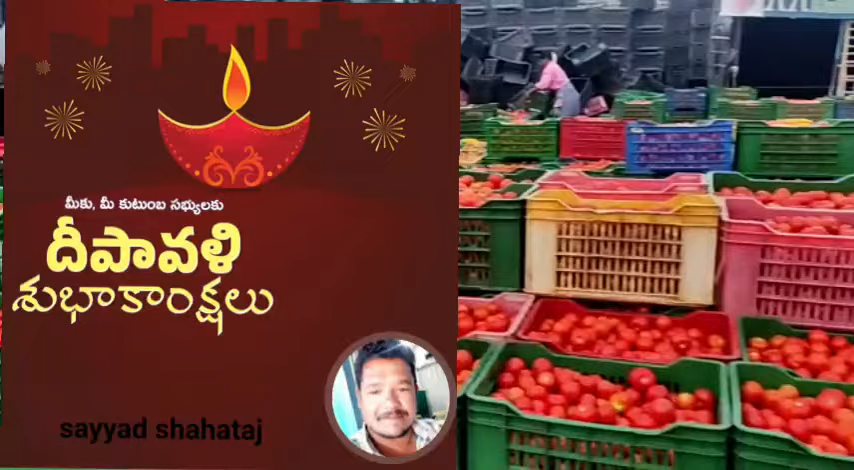 మీకు, మీ కుటుంబ సభ్యులకు
దీపావళి
శుభాకాంక్షలు
sayyad shahataj